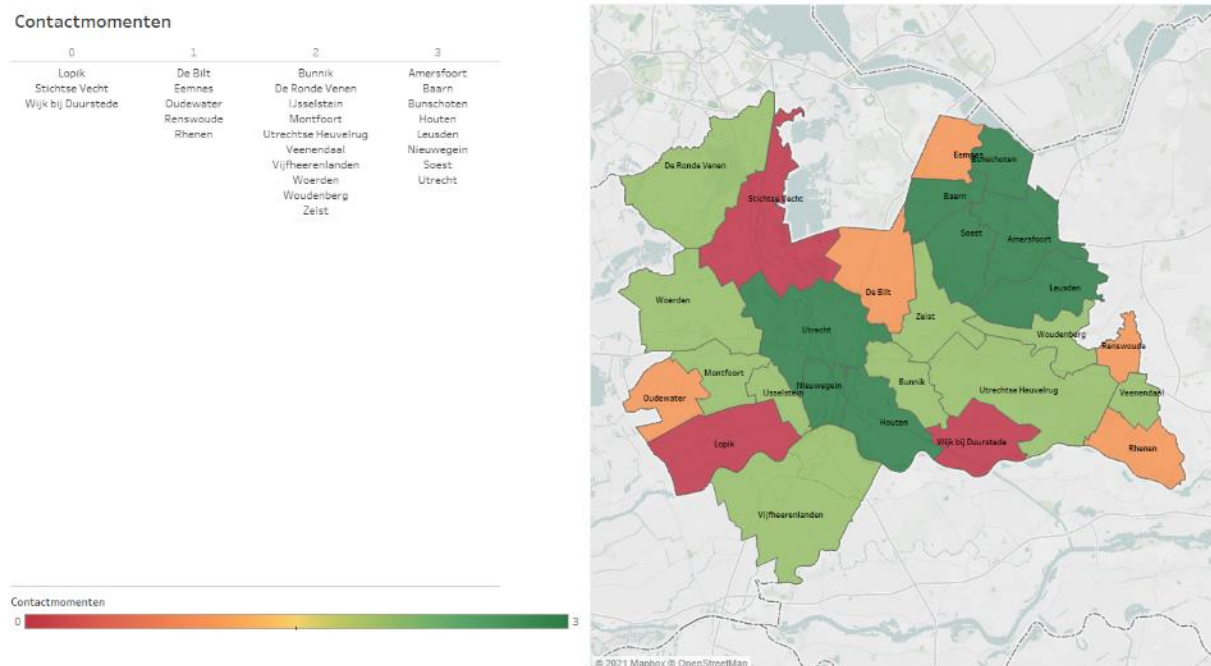 Contactmomenten
0 1 2 3
Lopik De Bilt Bunnik Amersfoort
Stichtse Vecht Eemnes De Ronde Venen Baarn
Wijk bij Duurstede Oudewater IJsselstein Bunschoten
Renswoude Montfoort Houten
Rhenen Utrechtse Heuvelrug Leusden
Veenendaal Nieuwegein
Vijfheerenlanden Soest
Woerden Utrecht
Woudenberg
Zeist
Contactmomenten
0 3
Eemnes
Bunschoten
De Ronde Venen
Stichtse Vecht
Baarn
Soest
Amersfoort
Leusden
De Bilt
Woerden
Zeist
Utrecht
Woudenberg
Renswoude
Montfoort
Nieuwegein
Bunnik
Utrechtse Heuvelrug
Veenendaal
IJsselstein
Oudewater
Houten
Lopik
Wijk bij Duurstede
Rhenen
Vijfheerenlanden
© 2021 Mapbox © OpenStreetMap